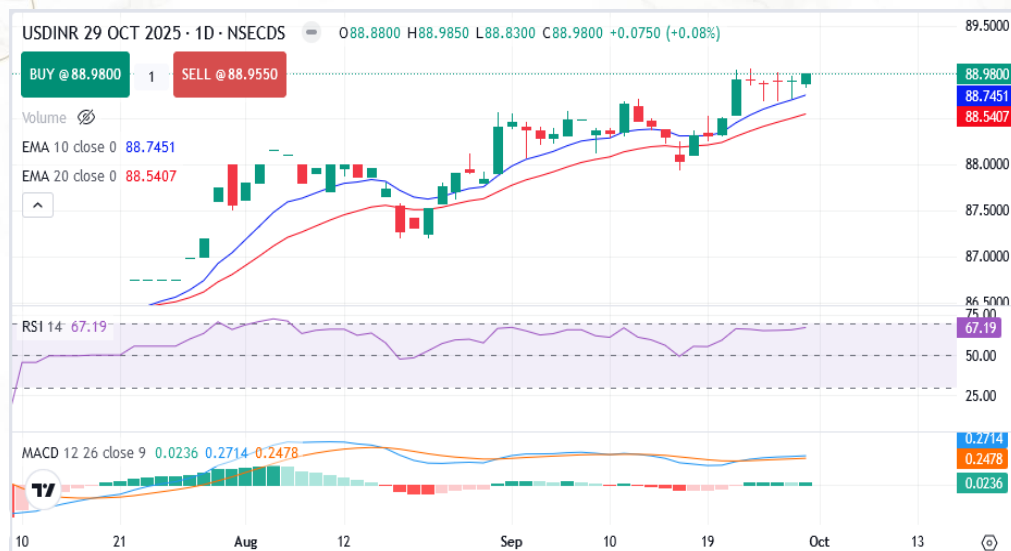 USDINR 29 OCT 2025 · 1D · NSECDS O88.8800 H88.9850 L88.8300 C88.9800 +0.0750 (+0.08%)
BUY @ 88.9800 1 SELL @ 88.9550
Volume
EMA 10 close 0 88.7451
EMA 20 close 0 88.5407
89.5000
88.9800
88.7451
88.5407
88.0000
87.5000
87.0000
86.5000
RSI 14 67.19
75.00
67.19
50.00
25.00
MACD 12 26 close 9 0.0236 0.2714 0.2478
0.2714
0.2478
0.0236
10 21 Aug 12 Sep 10 19 Oct 13